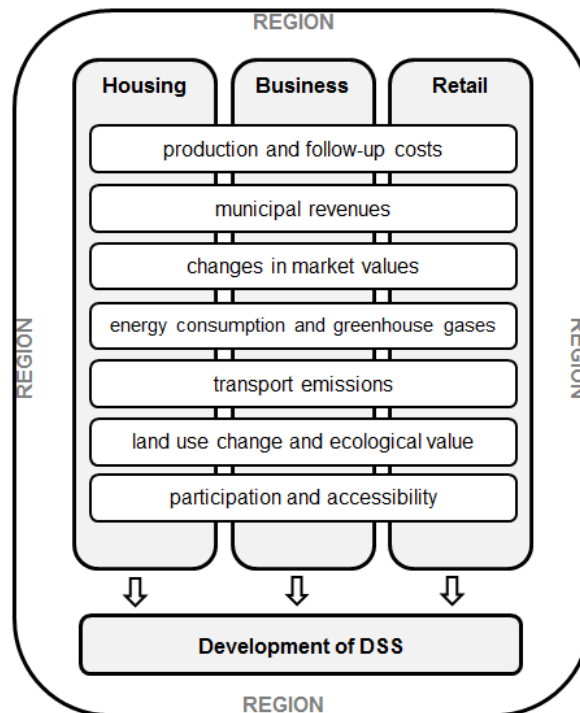 REGION
Housing
Business
Retail
production and follow-up costs
municipal revenues
changes in market values
energy consumption and greenhouse gases
transport emissions
land use change and ecological value
participation and accessibility
REGION
REGION
Development of DSS
REGION